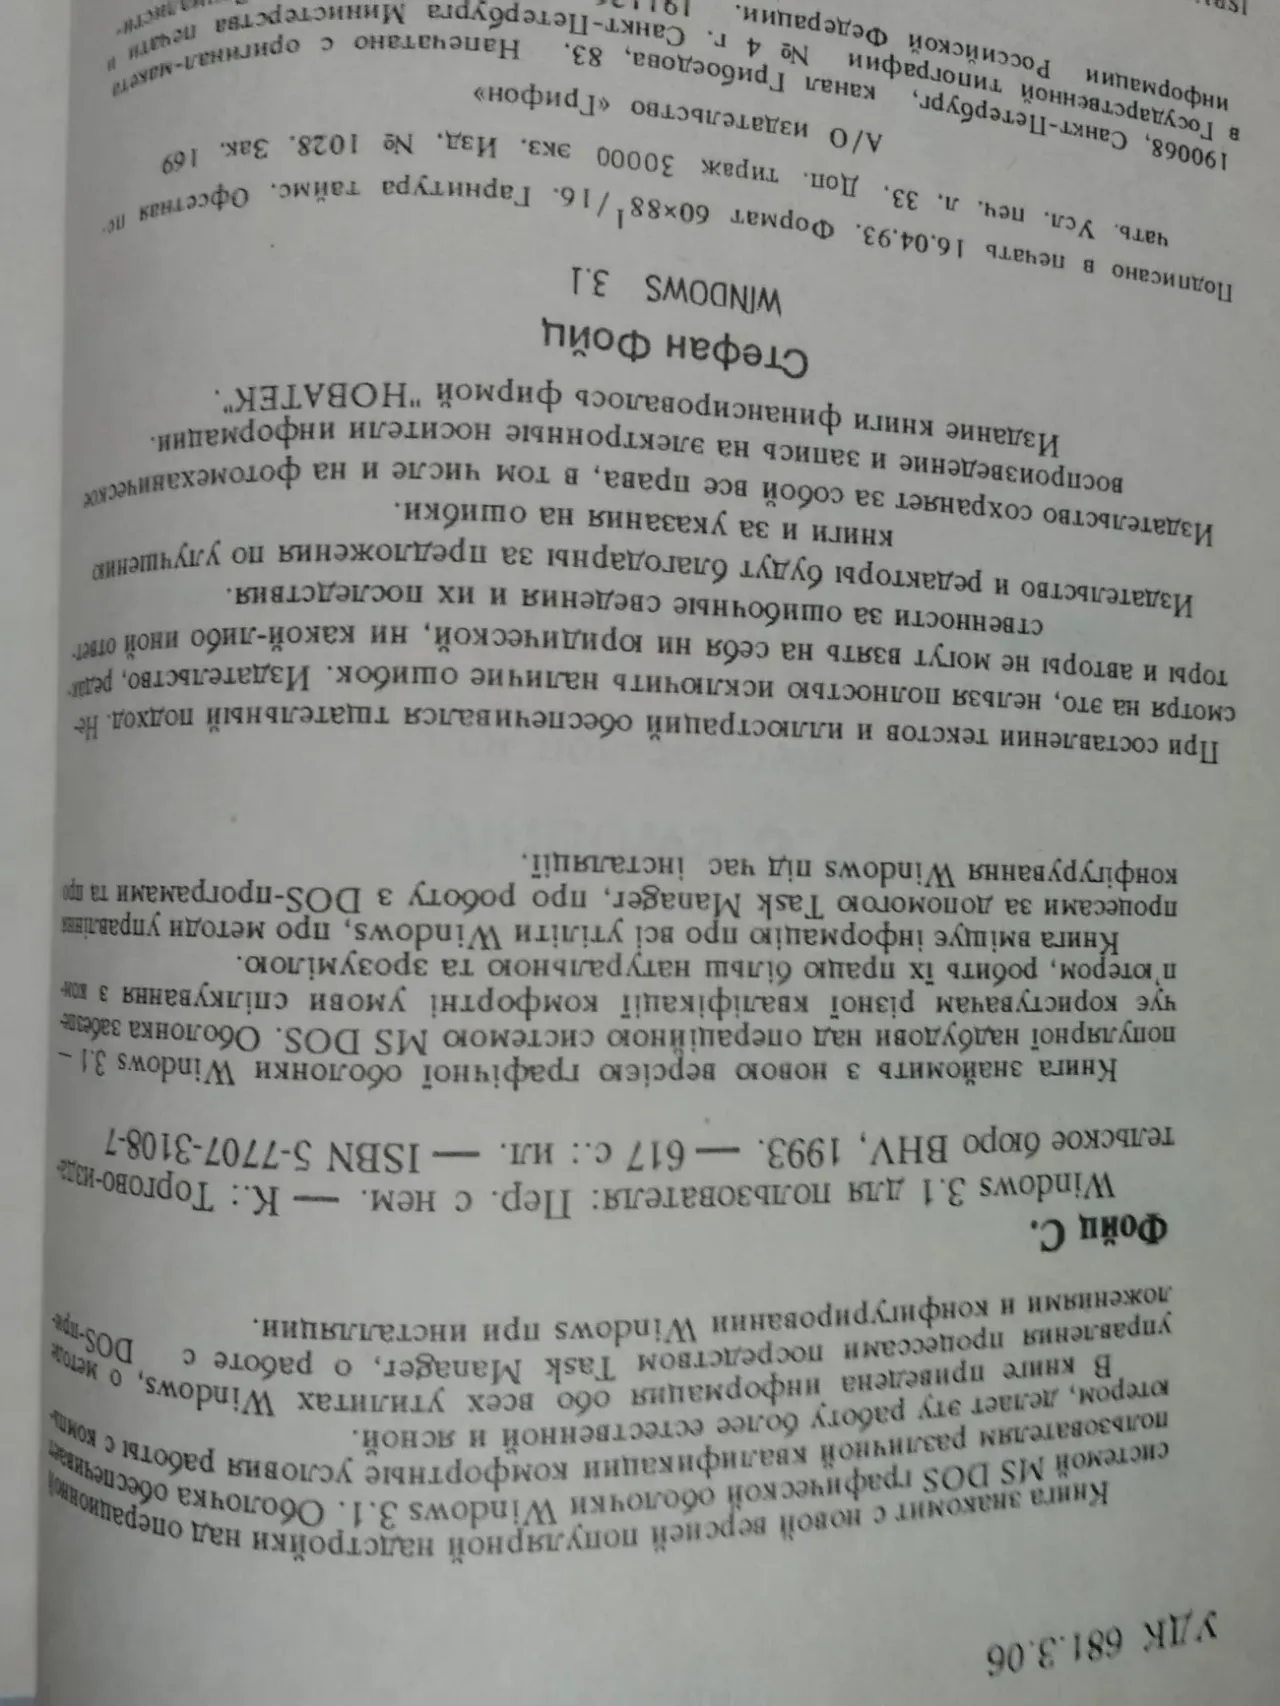 УДК 681.3.06
Книга знакомит с новой версией популярной надстройки над операционной
системой MS DOS графической оболочки Windows 3.1. Оболочка обеспечивает
пользователям различной квалификации комфортные условия работы с комп-
ютером, делает эту работу более естественной и ясной.
В книге приведена информация обо всех утилитах Windows, о методе
управления процессами посредством Task Manager, о работе с DOS-при-
ложениями и конфигурировании Windows при инсталляции.
Фойц С.
Windows 3.1 для пользователя: Пер. с нем. — К.: Торгово-изда-
тельское бюро BHV, 1993. — 617 с.: ил. — ISBN 5-7707-3108-7
Книга знайомить з новою версією графічної оболонки Windows 3.1 –
популярної надбудови над операційною системою MS DOS. Оболонка забезпе-
чує користувачам різної кваліфікації комфортні умови спілкування з ком-
п'ютером, робить їх працю більш натуральною та зрозумілою.
Книга вміщує інформацію про всі утіліти Windows, про методи управління
процесами за допомогою Task Manager, про роботу з DOS-програмами та про
конфігурування Windows під час інсталяції.
При составлении текстов и иллюстраций обеспечивался тщательный подход. Не-
смотря на это, нельзя полностью исключить наличие ошибок. Издательство, редак-
торы и авторы не могут взять на себя ни юридической, ни какой-либо иной ответ-
ственности за ошибочные сведения и их последствия.
Издательство и редакторы будут благодарны за предложения по улучшению
книги и за указания на ошибки.
Издательство сохраняет за собой все права, в том числе и на фотомеханическое
воспроизведение и запись на электронные носители информации.
Издание книги финансировалось фирмой "НОВАТЕК".
Стефан Фойц
WINDOWS 3.1
Подписано в печать 16.04.93. Формат 60×88 1/16. Гарнитура таймс. Офсетная пе-
чать. Усл. печ. л. 33. Доп. тираж 30000 экз. Изд. № 1028. Зак. 169
А/О издательство «Грифон»
190068, Санкт-Петербург, канал Грибоедова, 83. Напечатано с оригинал-макета
в Государственной типографии № 4 г. Санкт-Петербурга Министерства печати и
информации Российской Федерации.